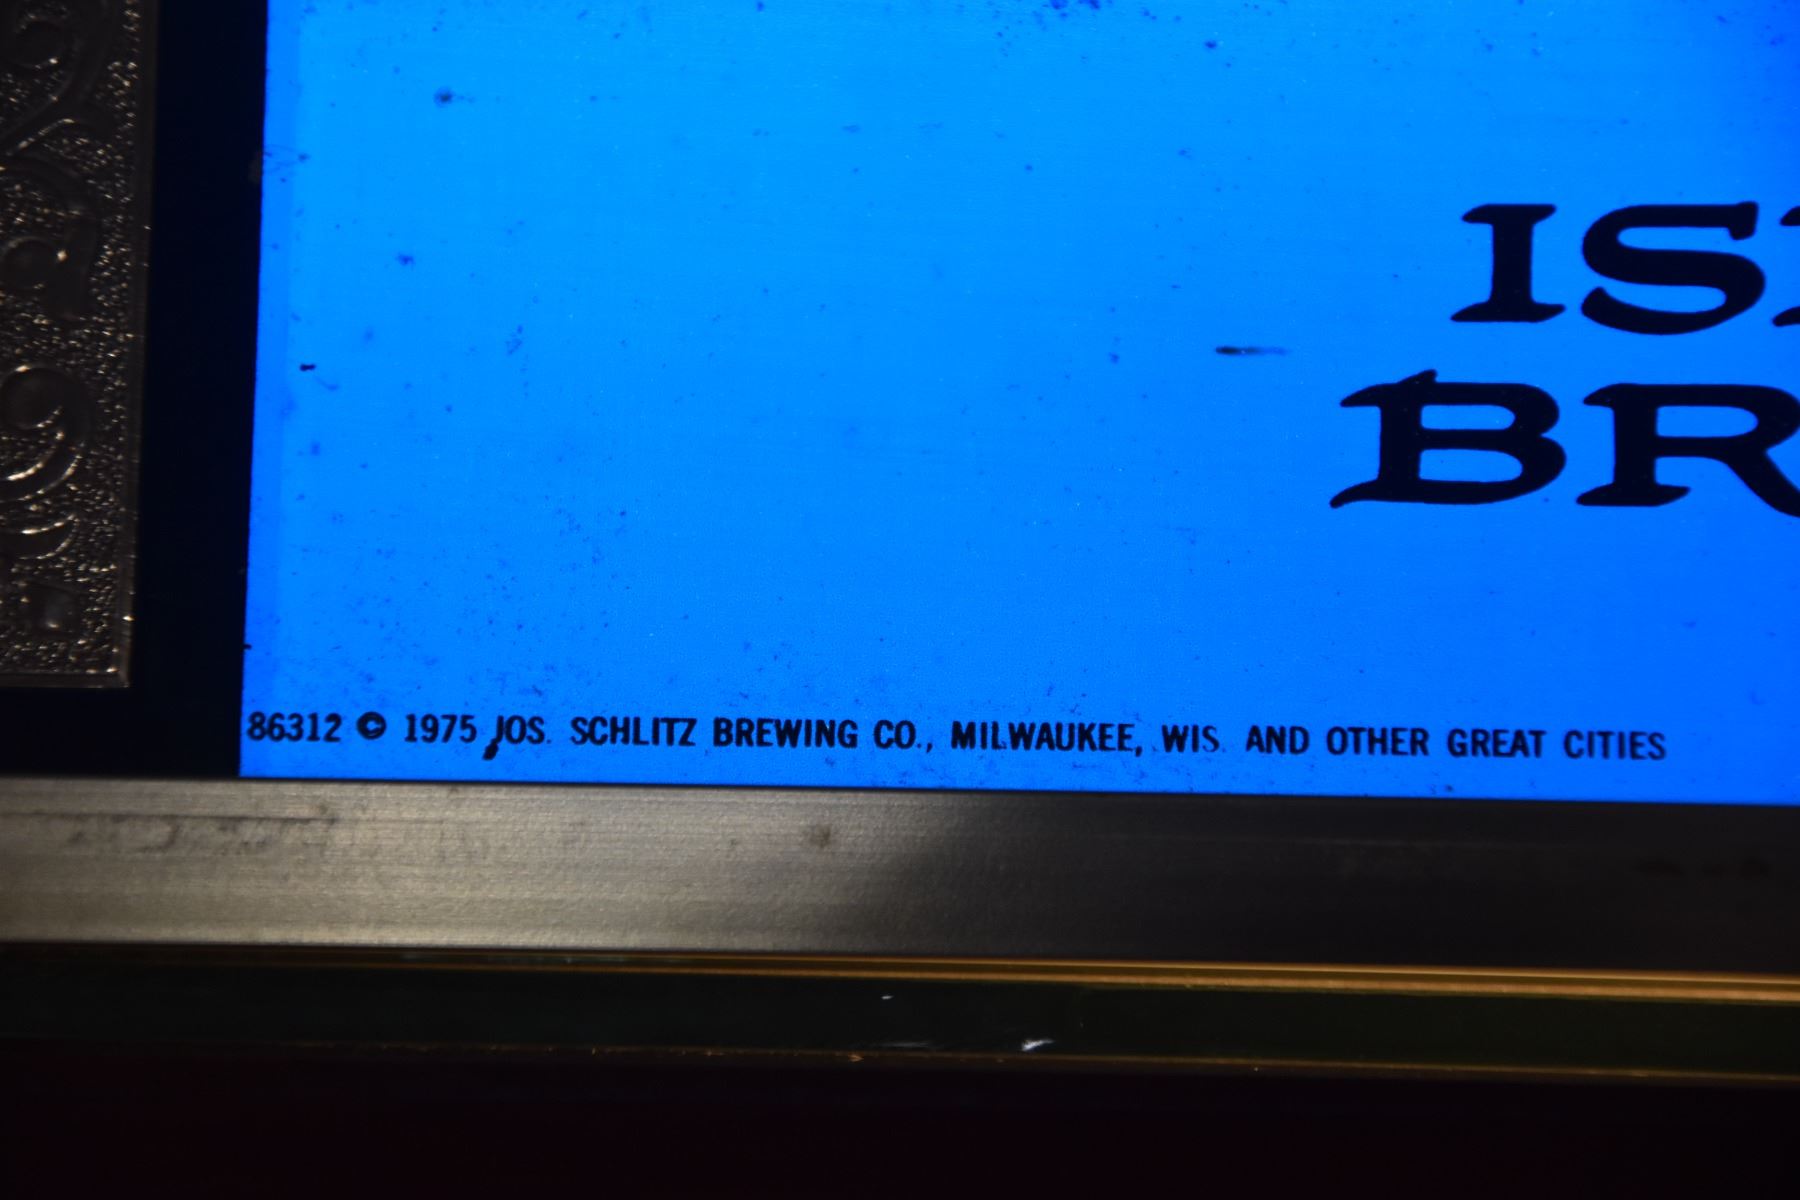 IS
BR
86312 © 1975 JOS. SCHLITZ BREWING CO., MILWAUKEE, WIS. AND OTHER GREAT CITIES